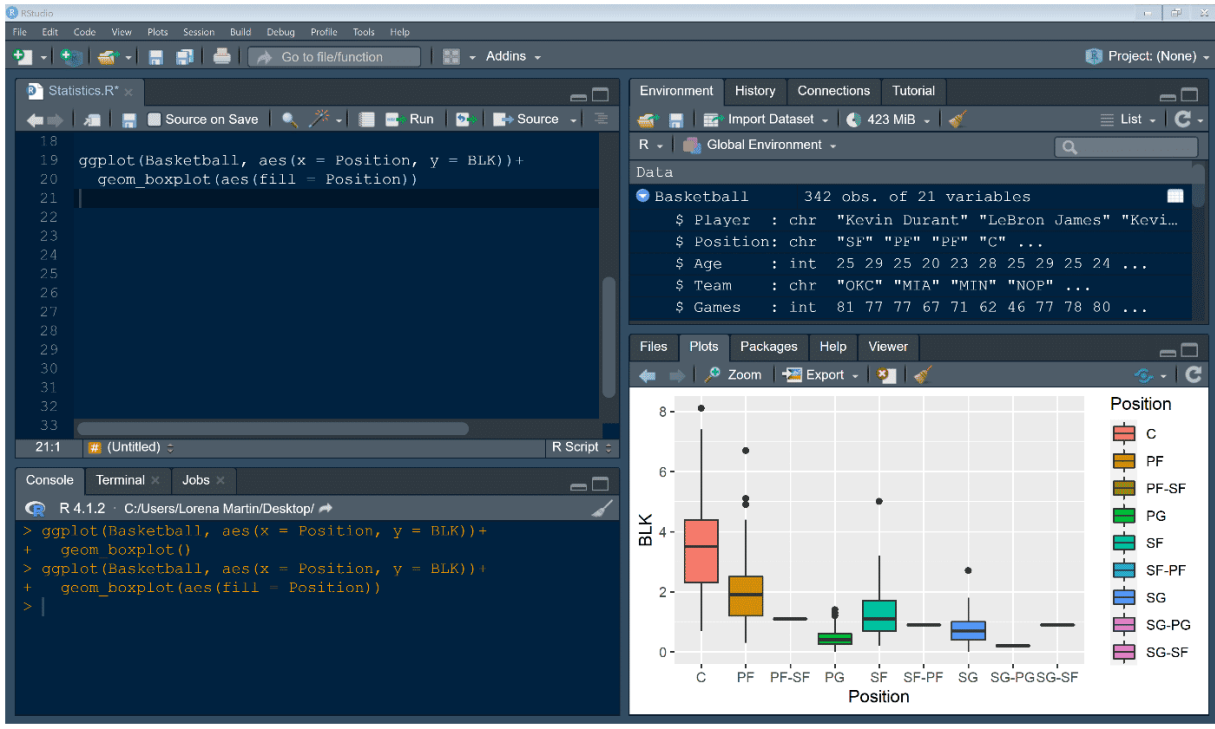 RStudio
File Edit Code View Plots Session Build Debug Profile Tools Help
Go to file/function Addins Project: (None)
Statistics.R*
Source on Save Run Source
18
19 ggplot(Basketball, aes(x = Position, y = BLK))+
20 geom_boxplot(aes(fill = Position))
21
22
23
24
25
26
27
28
29
30
31
32
33
21:1 # (Untitled) R Script
Console Terminal Jobs
R 4.1.2 · C:/Users/Lorena Martin/Desktop/
> ggplot(Basketball, aes(x = Position, y = BLK))+
+ geom_boxplot()
> ggplot(Basketball, aes(x = Position, y = BLK))+
+ geom_boxplot(aes(fill = Position))
>
Environment History Connections Tutorial
Import Dataset 423 MiB List
R Global Environment
Data
Basketball 342 obs. of 21 variables
$ Player : chr "Kevin Durant" "LeBron James" "Kevi...
$ Position: chr "SF" "PF" "PF" "C" ...
$ Age : int 25 29 25 20 23 28 25 29 25 24 ...
$ Team : chr "OKC" "MIA" "MIN" "NOP" ...
$ Games : int 81 77 77 67 71 62 46 77 78 80 ...
Files Plots Packages Help Viewer
Zoom Export
8
6
4
2
0
BLK
C PF PF-SF PG SF SF-PF SG SG-PG SG-SF
Position
Position
C
PF
PF-SF
PG
SF
SF-PF
SG
SG-PG
SG-SF